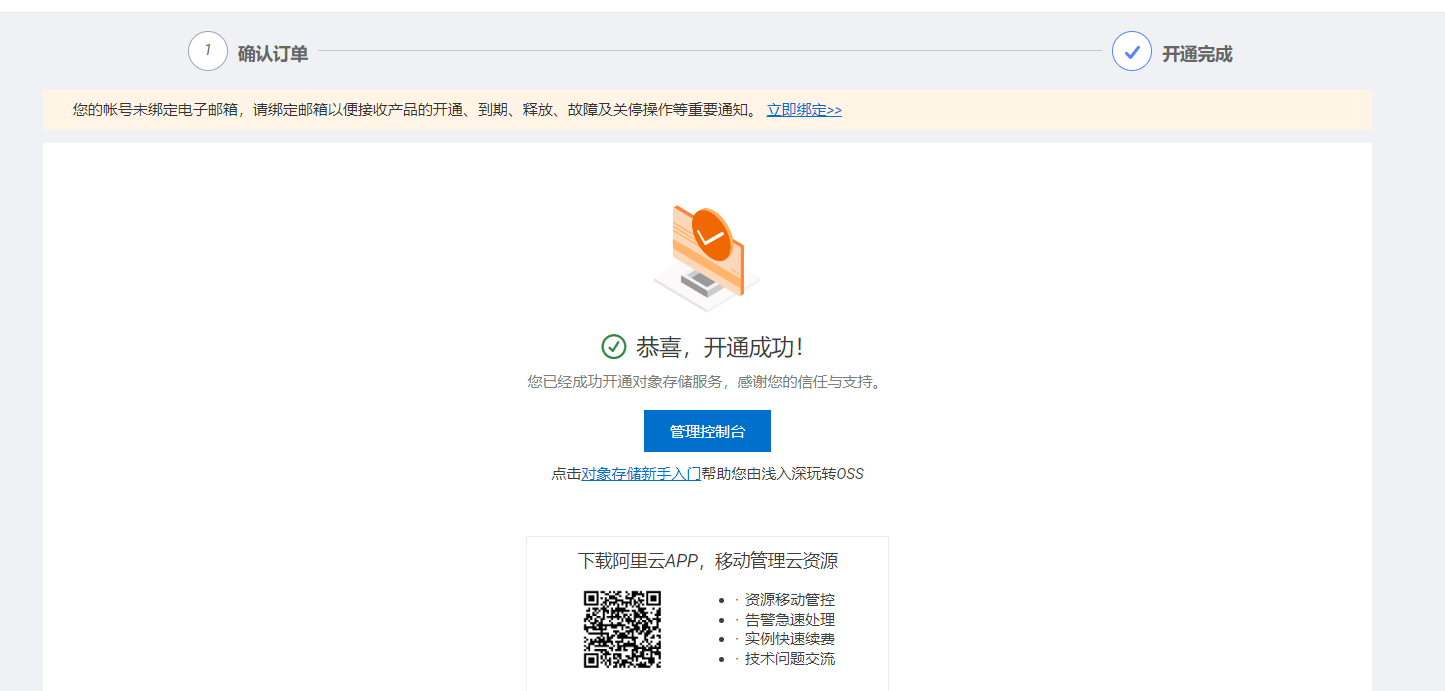 1 确认订单 开通完成
您的帐号未绑定电子邮箱，请绑定邮箱以便接收产品的开通、到期、释放、故障及关停操作等重要通知。 立即绑定>>
恭喜，开通成功！
您已经成功开通对象存储服务，感谢您的信任与支持。
管理控制台
点击对象存储新手入门帮助您由浅入深玩转OSS
下载阿里云APP，移动管理云资源
• · 资源移动管控
• · 告警急速处理
• · 实例快速续费
• · 技术问题交流